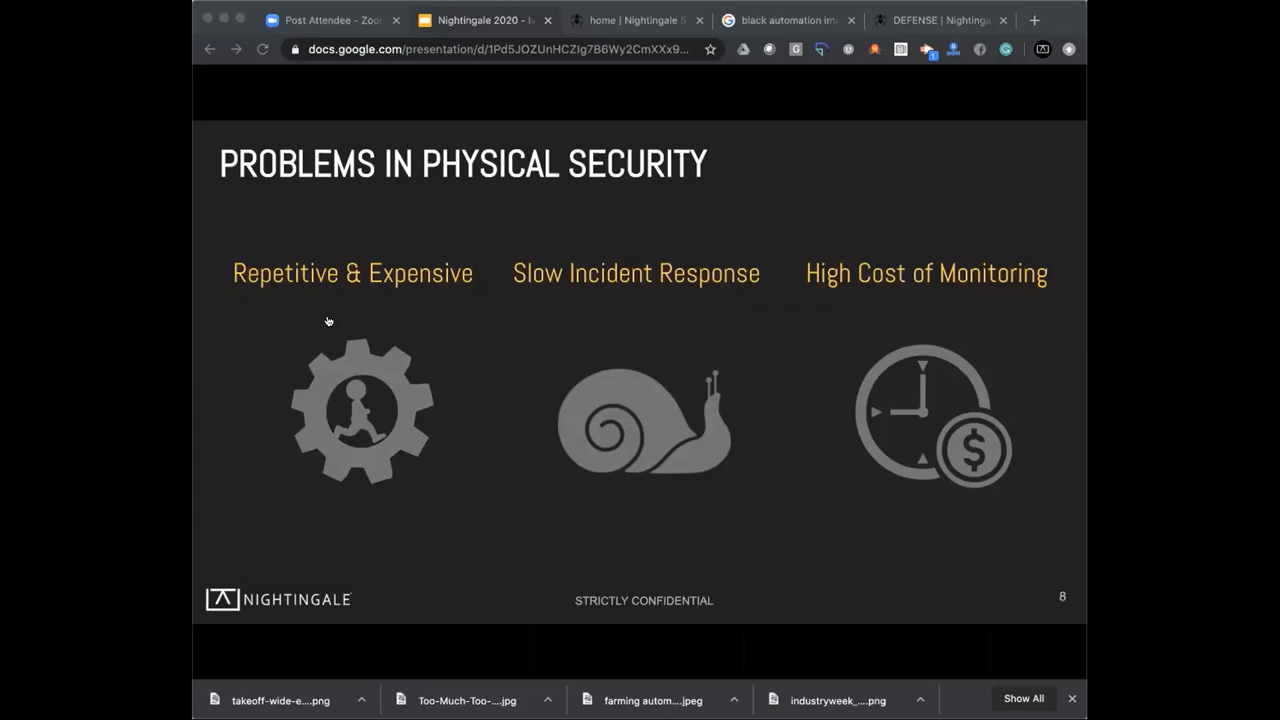 Post Attendee - Zoo
Nightingale 2020 - I
home | Nightingale S
black automation im
DEFENSE | Nighting
docs.google.com/presentation/d/1Pd5JOZUnHCZIg7B6Wy2CmXXx9...
PROBLEMS IN PHYSICAL SECURITY
Repetitive & Expensive
Slow Incident Response
High Cost of Monitoring
$
NIGHTINGALE
STRICTLY CONFIDENTIAL
8
takeoff-wide-e....png
Too-Much-Too-....jpg
farming autom....jpeg
industryweek_....png
Show All